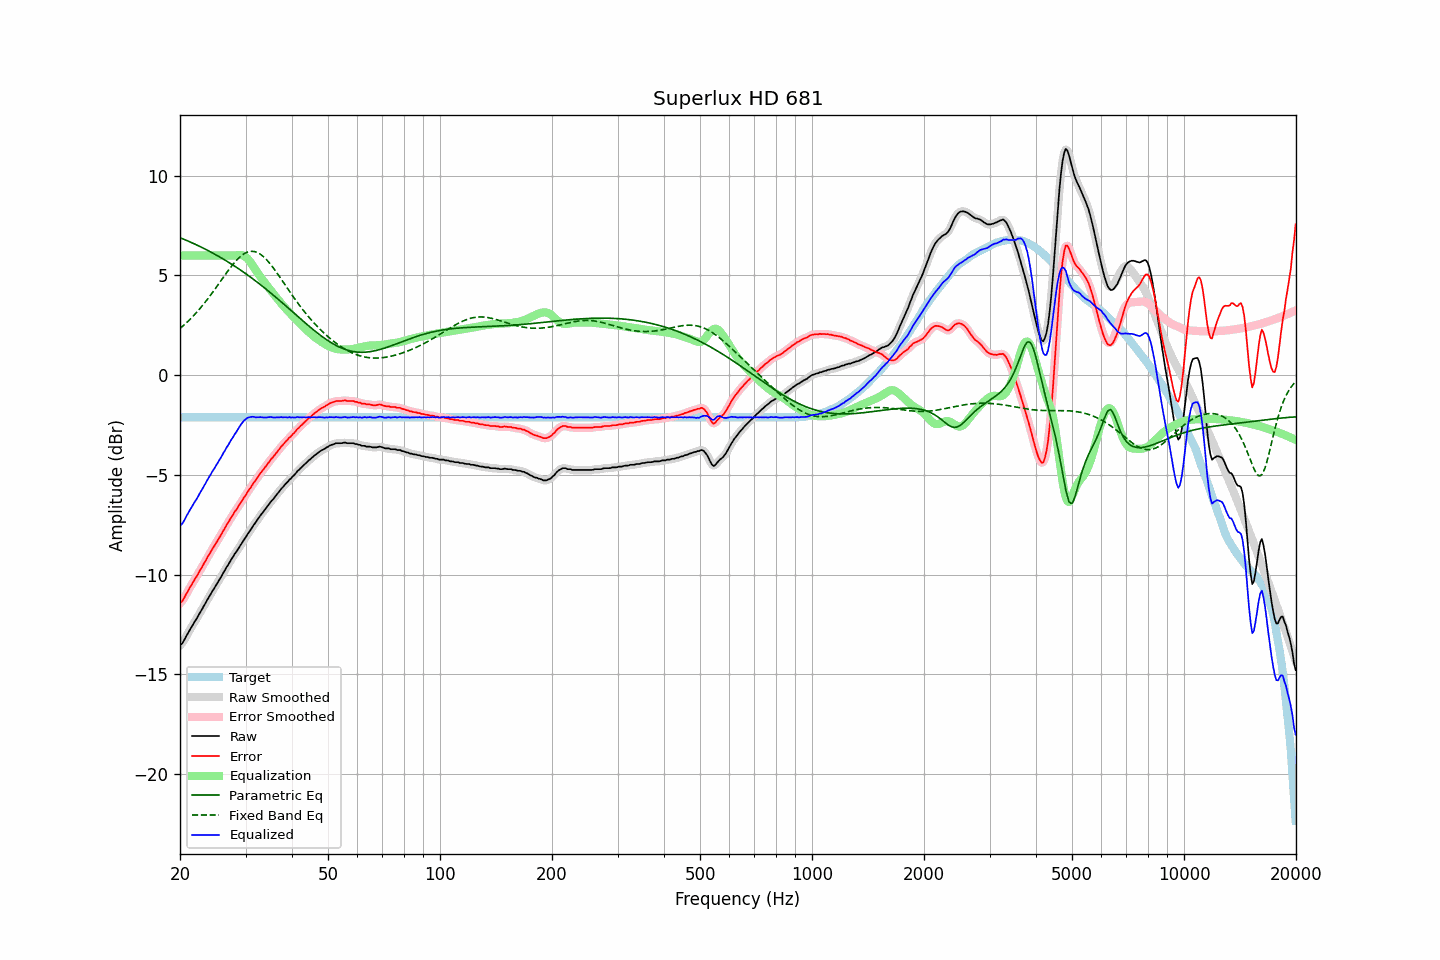 Superlux HD 681
Amplitude (dBr)
10
5
0
−5
−10
−15
−20
Target
Raw Smoothed
Error Smoothed
Raw
Error
Equalization
Parametric Eq
Fixed Band Eq
Equalized
20 50 100 200 500 1000 2000 5000 10000 20000
Frequency (Hz)